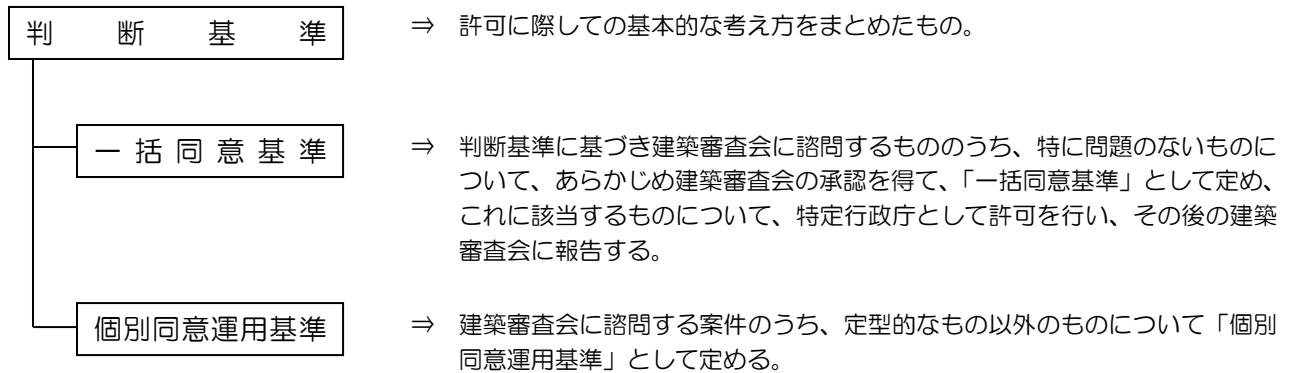 判断基準 ⇒ 許可に際しての基本的な考え方をまとめたもの。
一括同意基準 ⇒ 判断基準に基づき建築審査会に諮問するもののうち、特に問題のないものに
ついて、あらかじめ建築審査会の承認を得て、「一括同意基準」として定め、
これに該当するものについて、特定行政庁として許可を行い、その後の建築
審査会に報告する。
個別同意運用基準 ⇒ 建築審査会に諮問する案件のうち、定型的なもの以外のものについて「個別
同意運用基準」として定める。